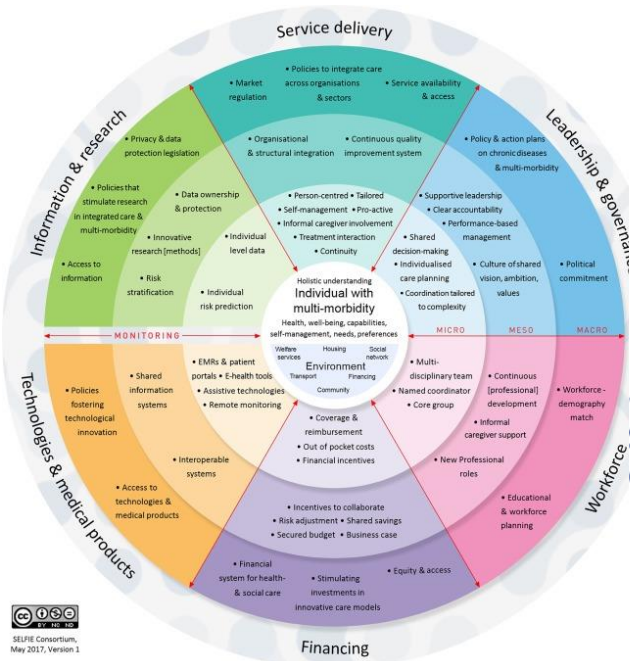 Service delivery
• Market
regulation
• Policies to integrate care
across organisations
& sectors
• Service availability
& access
• Organisational
& structural integration
• Continuous quality
improvement system
• Person-centred • Tailored
• Self-management • Pro-active
• Informal caregiver involvement
• Treatment interaction
• Continuity
Leadership & governance
• Policy & action plans
on chronic diseases
& multi-morbidity
• Political
commitment
• Supportive leadership
• Clear accountability
• Performance-based
management
• Culture of shared
vision, ambition,
values
• Shared
decision-making
• Individualised
care planning
• Coordination tailored
to complexity
Information & research
• Privacy & data
protection legislation
• Policies that
stimulate research
in integrated care &
multi-morbidity
• Access to
information
• Data ownership
& protection
• Innovative
research [methods]
• Risk
stratification
• Individual
level data
• Individual
risk prediction
Holistic understanding
Individual with
multi-morbidity
Health, well-being, capabilities,
self-management, needs, preferences
Welfare
services
Housing
Social
network
Environment
Transport
Financing
Community
MONITORING
MICRO
MESO
MACRO
Technologies & medical products
• Policies
fostering
technological
innovation
• Access to
technologies &
medical products
• Shared
information
systems
• Interoperable
systems
• EMRs & patient
portals • E-health tools
• Assistive technologies
• Remote monitoring
Workforce
• Multi-
disciplinary team
• Named coordinator
• Core group
• Continuous
[professional]
development
• Informal
caregiver support
• New Professional
roles
• Workforce -
demography
match
• Educational
& workforce
planning
• Coverage &
reimbursement
• Out of pocket costs
• Financial incentives
• Incentives to collaborate
• Risk adjustment • Shared savings
• Secured budget • Business case
• Financial
system for health-
& social care
• Stimulating
investments in
innovative care models
• Equity & access
Financing
CC
BY NC ND
SELFIE Consortium,
May 2017, Version 1